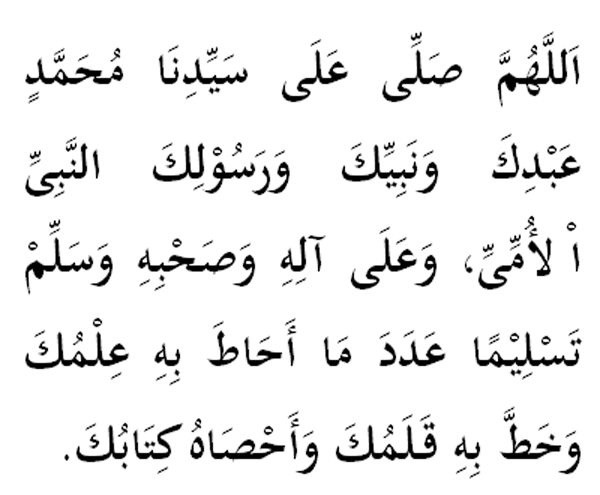 اَللَّهُمَّ صَلِّى عَلَى سَيِّدِنَا مُحَمَّدٍ
عَبْدِكَ وَنَبِيِّكَ وَرَسُوْلِكَ النَّبِىِّ
اْلأُمِّىِّ، وَعَلَى آلِهِ وَصَحْبِهِ وَسَلِّمْ
تَسْلِيْمًا عَدَدَ مَا أَحَاطَ بِهِ عِلْمُكَ
وَخَطَّ بِهِ قَلَمُكَ وَأَحْصَاهُ كِتَابُكَ.